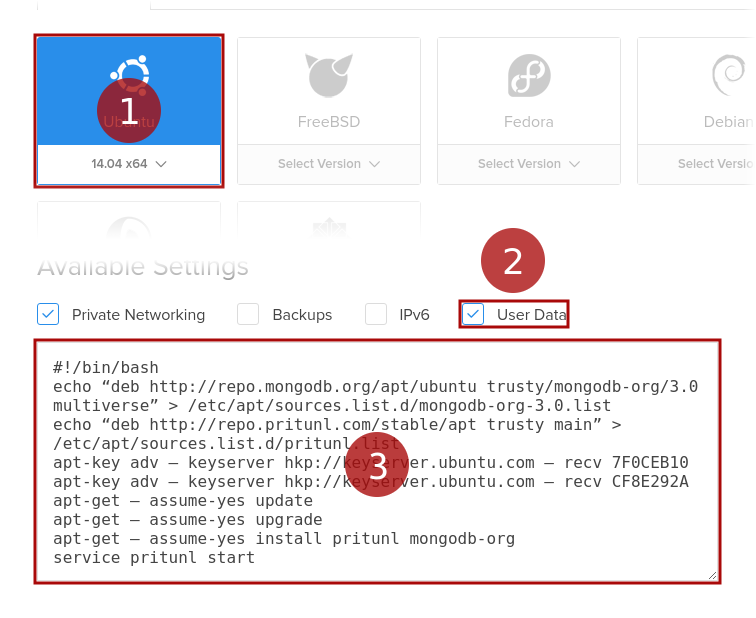 1
Ubuntu
FreeBSD
Fedora
Debian
14.04 x64
Select Version
Select Version
Select Versio
Available Settings
2
Private Networking
Backups
IPv6
User Data
#!/bin/bash
echo “deb http://repo.mongodb.org/apt/ubuntu trusty/mongodb-org/3.0
multiverse” > /etc/apt/sources.list.d/mongodb-org-3.0.list
echo “deb http://repo.pritunl.com/stable/apt trusty main” >
/etc/apt/sources.list.d/pritunl.list
apt-key adv — keyserver hkp://keyserver.ubuntu.com — recv 7F0CEB10
3
apt-key adv — keyserver hkp://keyserver.ubuntu.com — recv CF8E292A
apt-get — assume-yes update
apt-get — assume-yes upgrade
apt-get — assume-yes install pritunl mongodb-org
service pritunl start